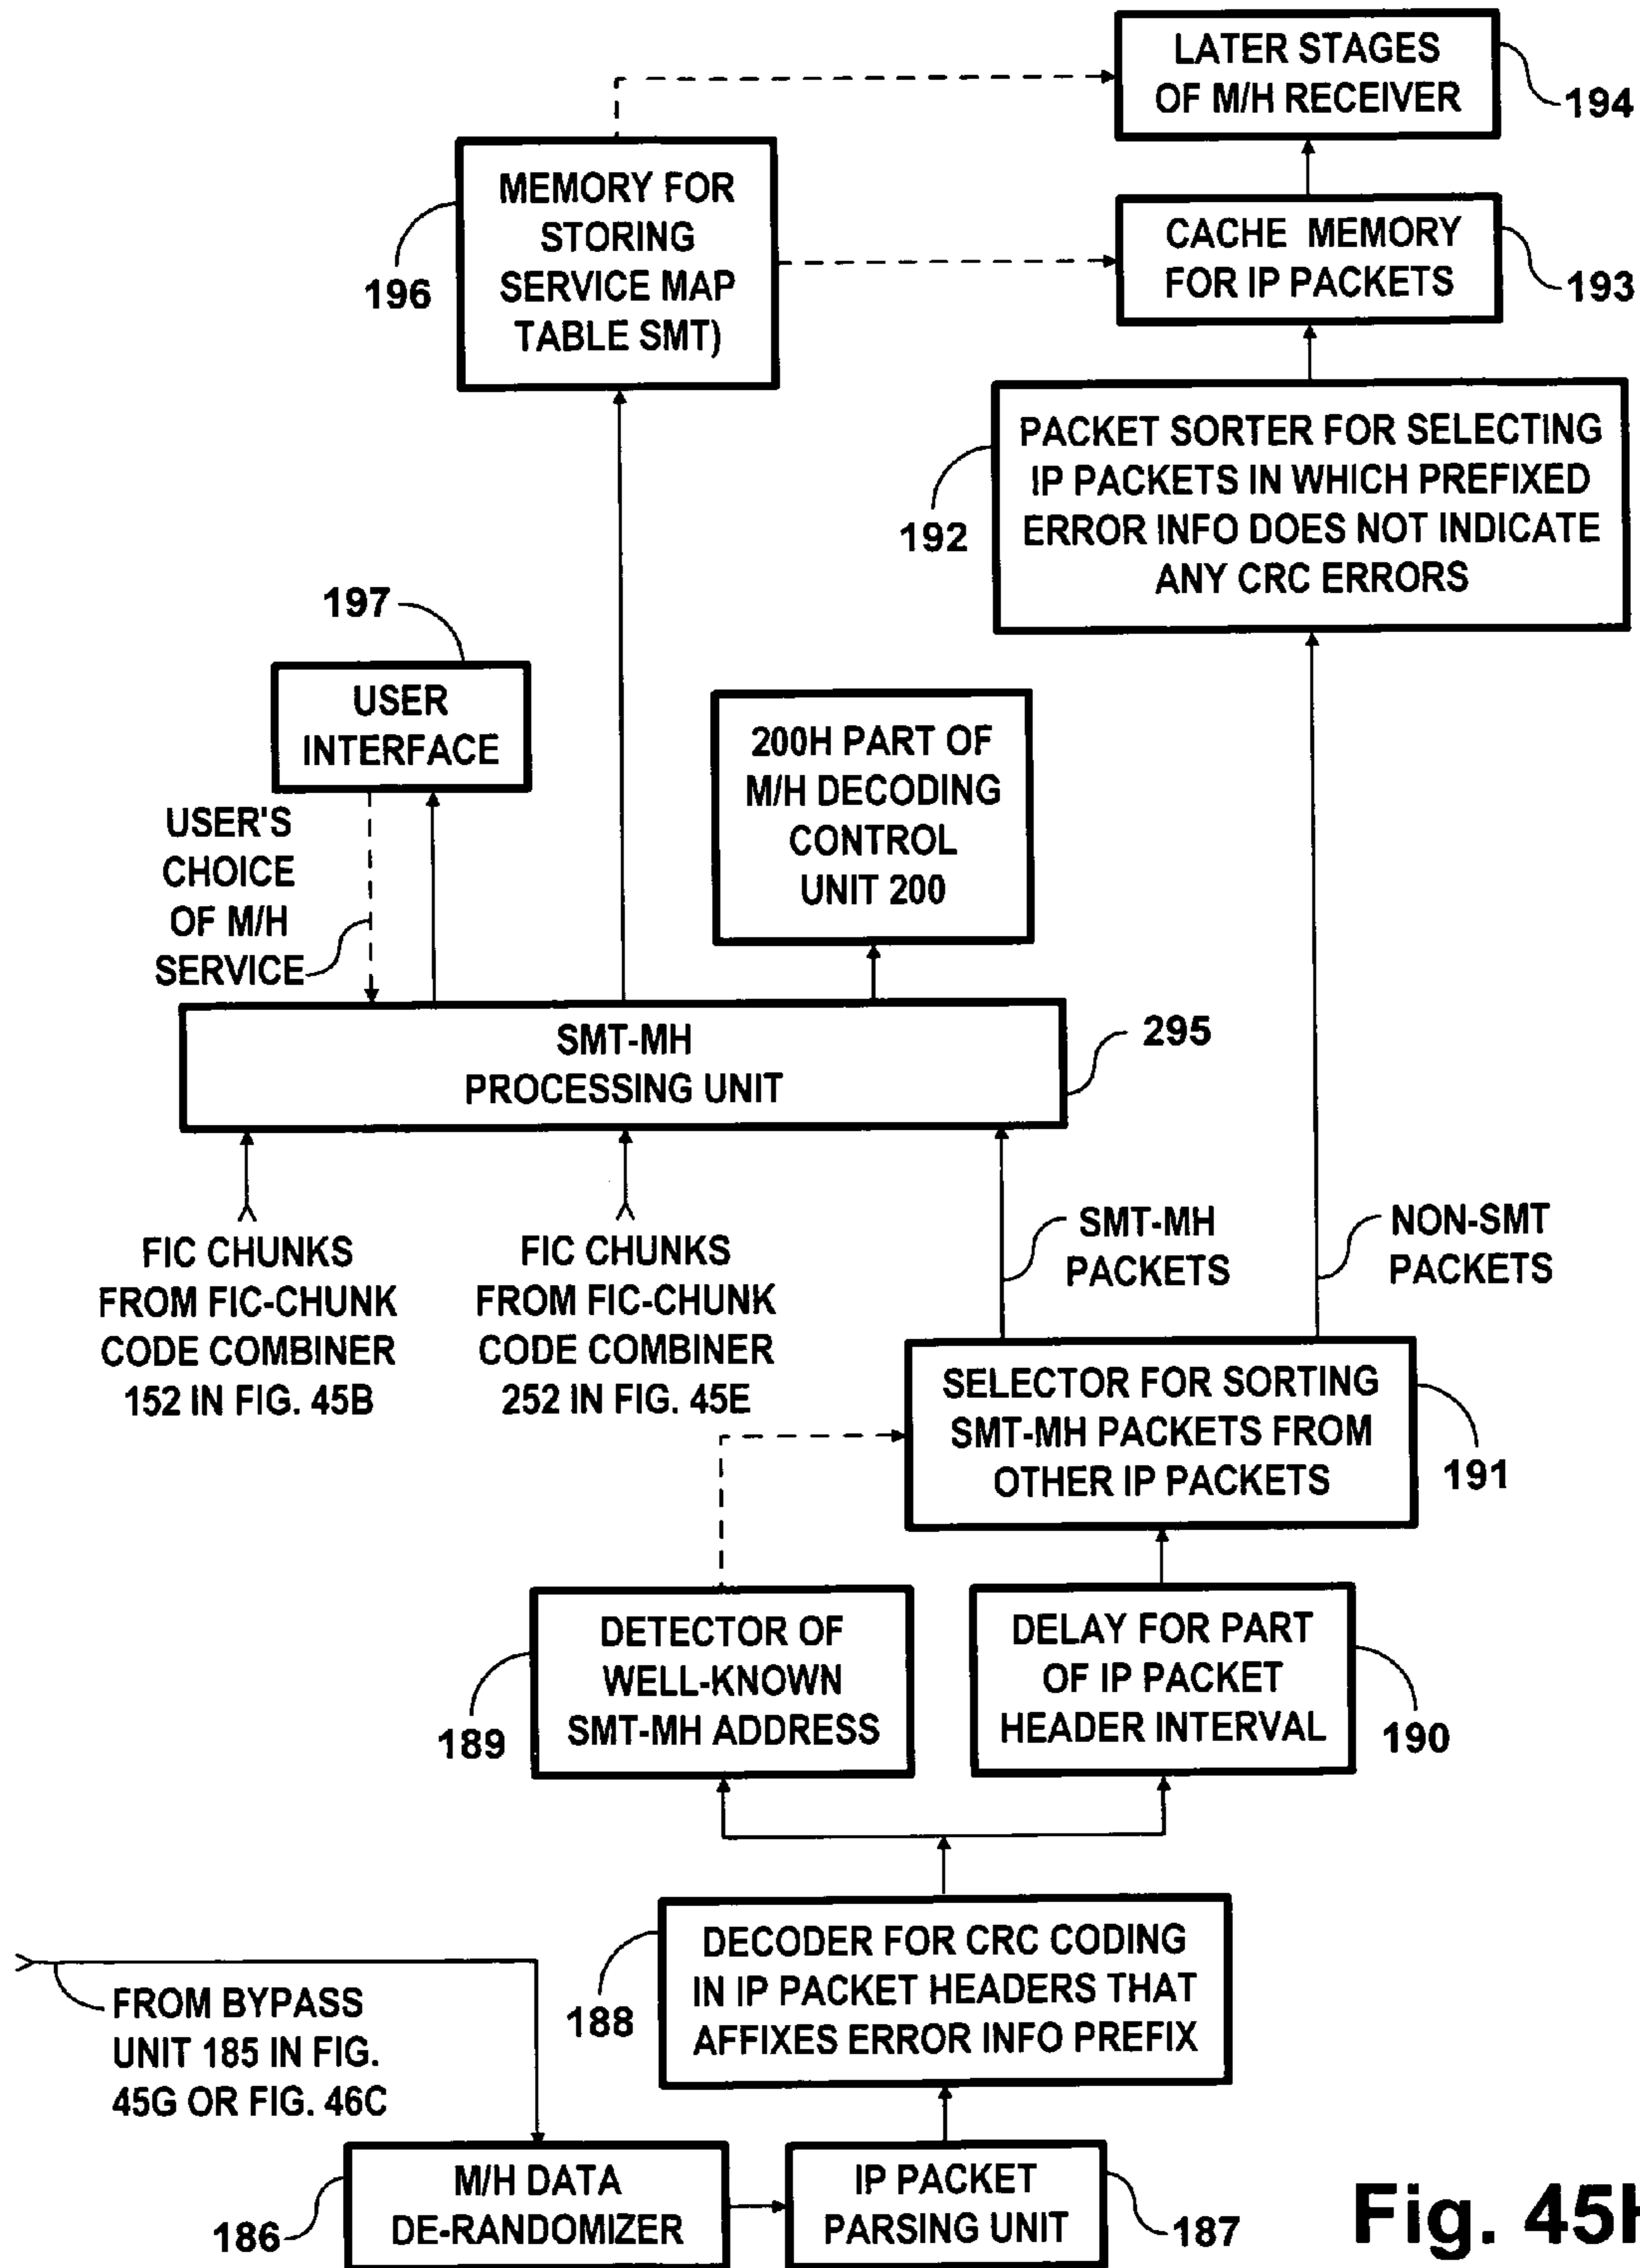 LATER STAGES
OF M/H RECEIVER
194
MEMORY FOR
STORING
SERVICE MAP
TABLE SMT)
196
CACHE MEMORY
FOR IP PACKETS
193
PACKET SORTER FOR SELECTING
IP PACKETS IN WHICH PREFIXED
ERROR INFO DOES NOT INDICATE
ANY CRC ERRORS
192
197
USER
INTERFACE
200H PART OF
M/H DECODING
CONTROL
UNIT 200
USER'S
CHOICE
OF M/H
SERVICE
SMT-MH
PROCESSING UNIT
295
FIC CHUNKS
FROM FIC-CHUNK
CODE COMBINER
152 IN FIG. 45B
FIC CHUNKS
FROM FIC-CHUNK
CODE COMBINER
252 IN FIG. 45E
SMT-MH
PACKETS
NON-SMT
PACKETS
SELECTOR FOR SORTING
SMT-MH PACKETS FROM
OTHER IP PACKETS
191
DETECTOR OF
WELL-KNOWN
SMT-MH ADDRESS
189
DELAY FOR PART
OF IP PACKET
HEADER INTERVAL
190
DECODER FOR CRC CODING
IN IP PACKET HEADERS THAT
AFFIXES ERROR INFO PREFIX
188
FROM BYPASS
UNIT 185 IN FIG.
45G OR FIG. 46C
M/H DATA
DE-RANDOMIZER
186
IP PACKET
PARSING UNIT
187
Fig. 45H